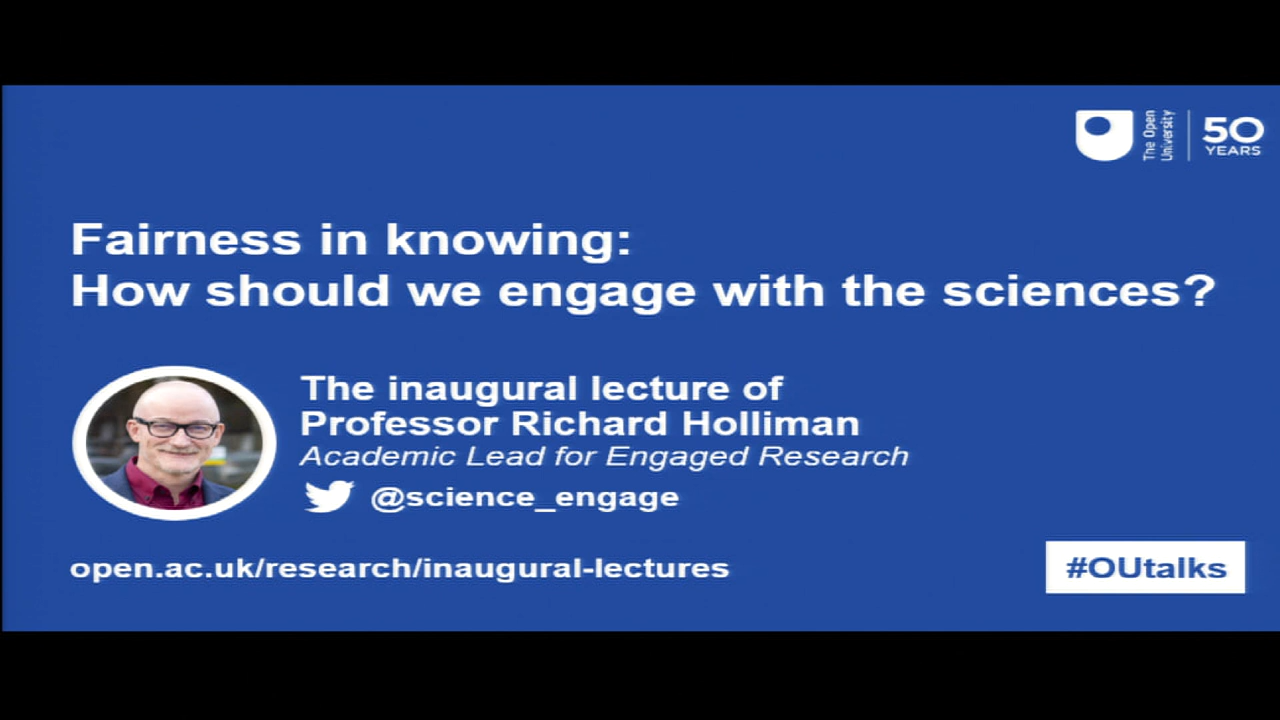 The Open
University
50
YEARS
Fairness in knowing:
How should we engage with the sciences?
The inaugural lecture of
Professor Richard Holliman
Academic Lead for Engaged Research
@science_engage
open.ac.uk/research/inaugural-lectures
#OUtalks